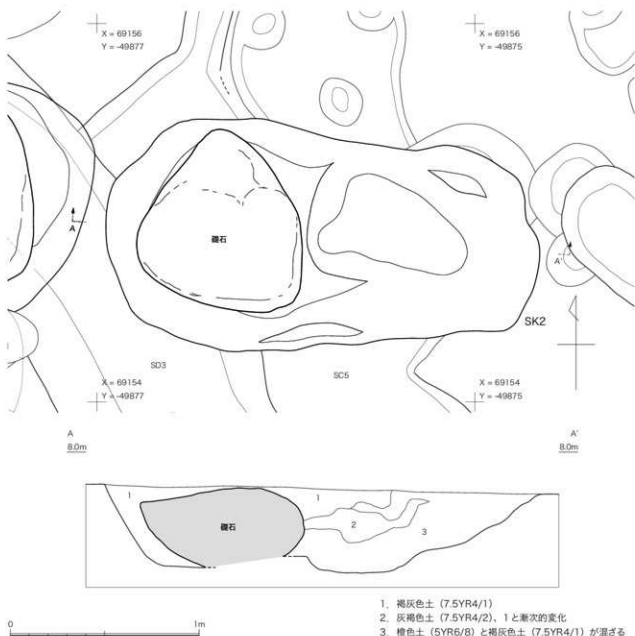 X = 69156
Y = -49877
X = 69156
Y = -49875
A
礎石
A'
SK2
SD3
SC5
X = 69154
Y = -49877
X = 69154
Y = -49875
A
8.0m
A'
8.0m
1
礎石
1
2
3
0
1m
1. 褐灰色土（7.5YR4/1）
2. 灰褐色土（7.5YR4/2）、1と漸次的変化
3. 橙色土（5YR6/8）と褐灰色土（7.5YR4/1）が混ざる